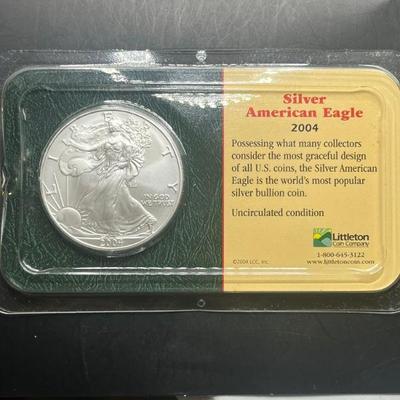 LIBERTY
IN GOD
WE TRUST
2004
Silver
American Eagle
2004
Possessing what many collectors
consider the most graceful design
of all U.S. coins, the Silver American
Eagle is the world's most popular
silver bullion coin.
Uncirculated condition
Littleton
Coin Company
1-800-645-3122
©2004 LCC, Inc.
www.littletoncoin.com